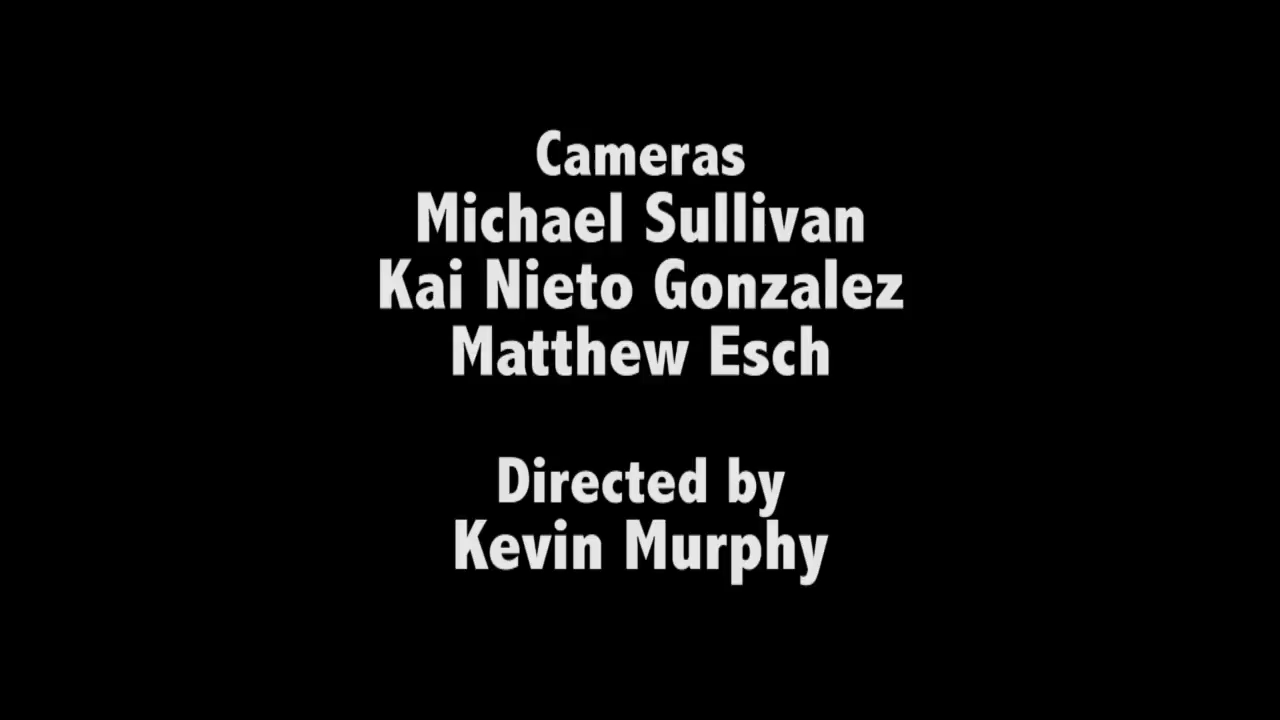 Cameras
Michael Sullivan
Kai Nieto Gonzalez
Matthew Esch
Directed by
Kevin Murphy